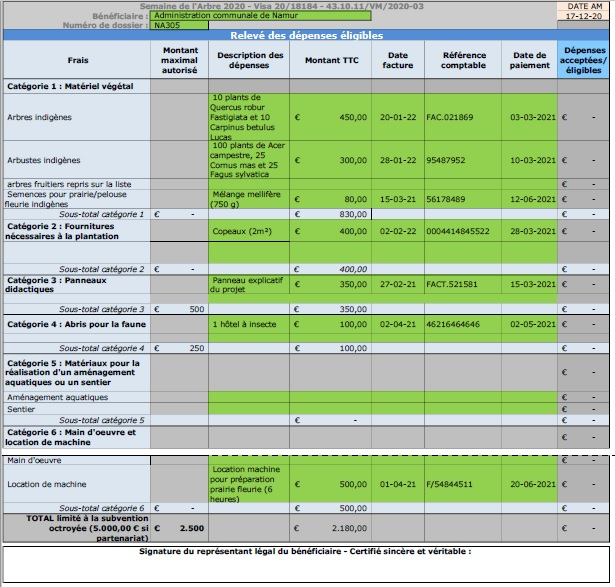 Semaine de l'Arbre 2020 - Visa 20/18184 - 43.10.11/VM/2020-03 DATE AM
Bénéficiaire : Administration communale de Namur 17-12-20
Numéro de dossier : NA305
Relevé des dépenses éligibles
Frais Montant maximal autorisé Description des dépenses Montant TTC Date facture Référence comptable Date de paiement Dépenses acceptées/ éligibles
Catégorie 1 : Matériel végétal
Arbres indigènes 10 plants de Quercus robur Fastigiata et 10 Carpinus betulus Lucas € 450,00 20-01-22 FAC.021869 03-03-2021 € -
Arbustes indigènes 100 plants de Acer campestre, 25 Cornus mas et 25 Fagus sylvatica € 300,00 28-01-22 95487952 10-03-2021 € -
arbres fruitiers repris sur la liste € -
Semences pour prairie/pelouse fleurie indigènes Mélange mellifère (750 g) € 80,00 15-03-21 56178489 12-06-2021 € -
Sous-total catégorie 1 € - € 830,00 € -
Catégorie 2 : Fournitures nécessaires à la plantation Copeaux (2m³) € 400,00 02-02-22 0004414845522 28-03-2021 € -
Sous-total catégorie 2 € - € 400,00 € -
Catégorie 3 : Panneaux didactiques Panneau explicatif du projet € 350,00 27-02-21 FACT.521581 15-03-2021 € -
Sous-total catégorie 3 € 500 € 350,00 € -
Catégorie 4 : Abris pour la faune 1 hôtel à insecte € 100,00 02-04-21 46216464646 02-05-2021 € -
Sous-total catégorie 4 € 250 € 100,00 € -
Catégorie 5 : Matériaux pour la réalisation d'un aménagement aquatiques ou un sentier € -
Aménagement aquatiques € -
Sentier € -
Sous-total catégorie 5 € - € -
Catégorie 6 : Main d'oeuvre et location de machine € -
Main d'oeuvre € -
Location de machine Location machine pour préparation prairie fleurie (6 heures) € 500,00 01-04-21 F/54844511 20-06-2021 € -
Sous-total catégorie 6 € - € 500,00 € -
TOTAL limité à la subvention octroyée (5.000,00 € si partenariat) € 2.500 € 2.180,00 € -
Signature du représentant légal du bénéficiaire - Certifié sincère et véritable :